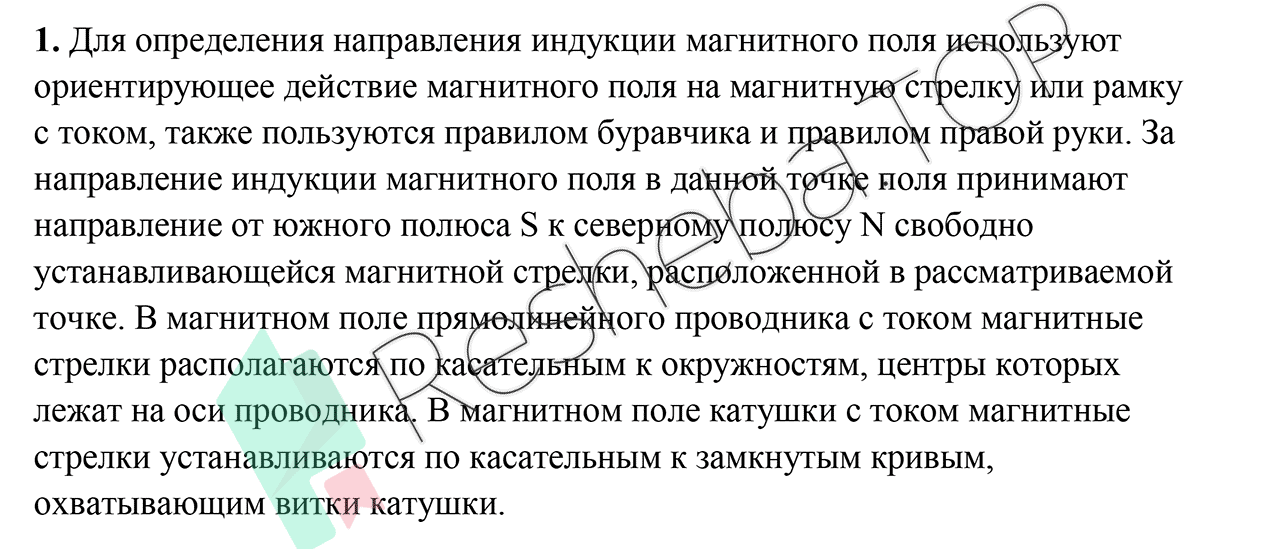 1. Для определения направления индукции магнитного поля используют
ориентирующее действие магнитного поля на магнитную стрелку или рамку
с током, также пользуются правилом буравчика и правилом правой руки. За
направление индукции магнитного поля в данной точке поля принимают
направление от южного полюса S к северному полюсу N свободно
устанавливающейся магнитной стрелки, расположенной в рассматриваемой
точке. В магнитном поле прямолинейного проводника с током магнитные
стрелки располагаются по касательным к окружностям, центры которых
лежат на оси проводника. В магнитном поле катушки с током магнитные
стрелки устанавливаются по касательным к замкнутым кривым,
охватывающим витки катушки.
Resheba.TOP